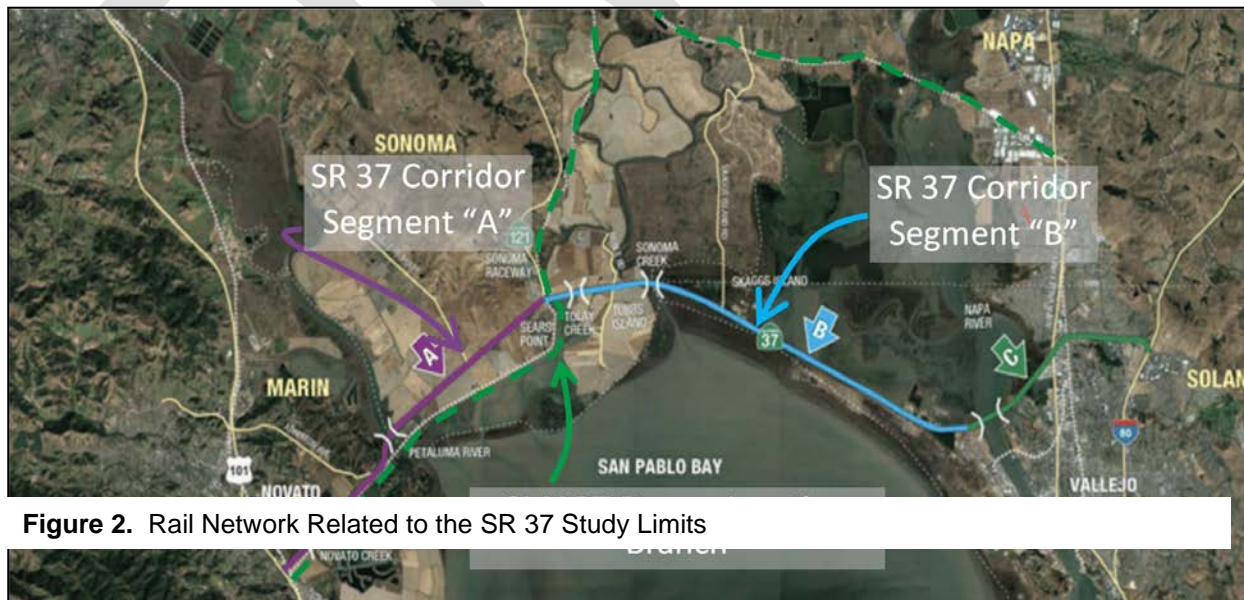 NAPA
SONOMA
SR 37 Corridor
Segment "A"
SR 37 Corridor
Segment "B"
121
SONOMA
RACEWAY
SONOMA
CREEK
SKAGGS ISLAND
SEARS
POINT
TOLAY
CREEK
TUBBS
ISLAND
NAPA
RIVER
37
A
B
C
MARIN
SOLAN
PETALUMA RIVER
80
101
SAN PABLO BAY
NOVATO
VALLEJO
Figure 2. Rail Network Related to the SR 37 Study Limits
Branch
NOVATO CREEK